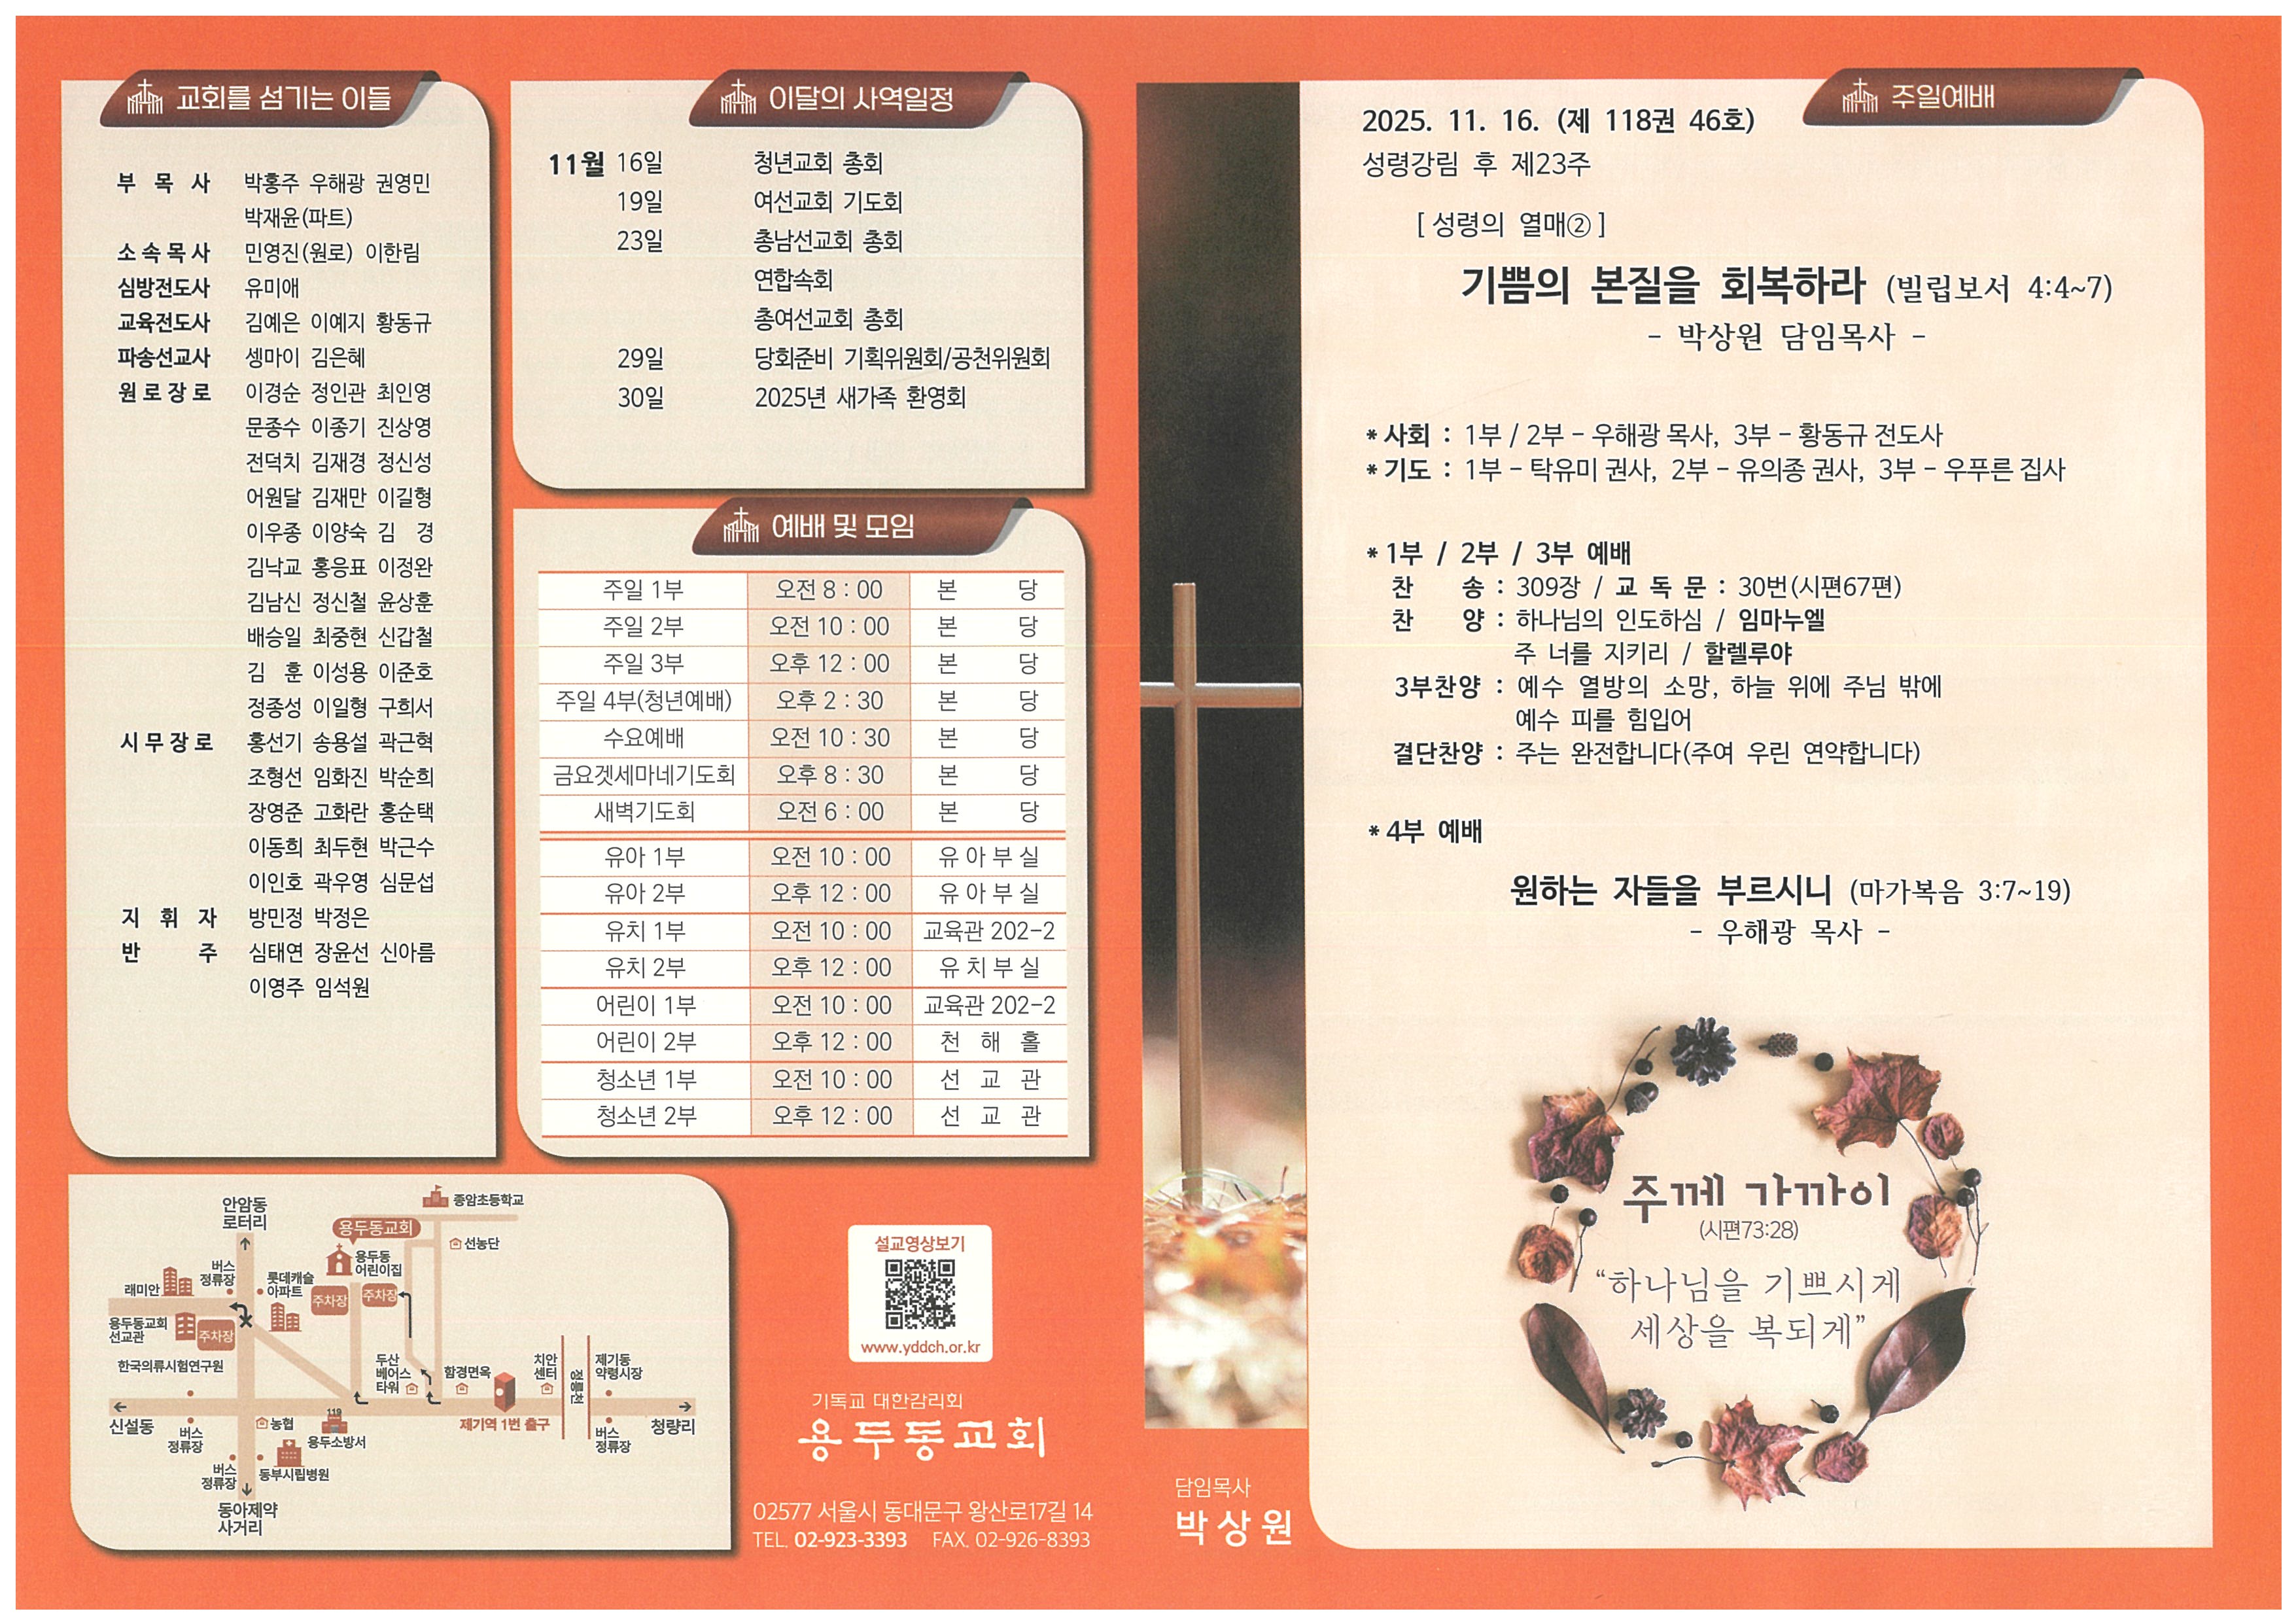 교회를 섬기는 이들
부 목 사 박홍주 우해광 권영민
박재윤(파트)
소속목사 민영진(원로) 이한림
심방전도사 유미애
교육전도사 김예은 이예지 황동규
파송선교사 셍마이 김은혜
원로장로 이경순 정인관 최인영
문종수 이종기 진상영
전덕치 김재경 정신성
어원달 김재만 이길형
이우종 이양숙 김 경
김낙교 홍응표 이정완
김남신 정신철 윤상훈
배승일 최중현 신갑철
김 훈 이성용 이준호
정종성 이일형 구희서
시무장로 홍선기 송용설 곽근혁
조형선 임화진 박순희
장영준 고화란 홍순택
이동희 최두현 박근수
이인호 곽우영 심문섭
지 휘 자 방민정 박정은
반 주 심태연 장윤선 신아름
이영주 임석원
이달의 사역일정
11월 16일 청년교회 총회
19일 여선교회 기도회
23일 총남선교회 총회
연합속회
총여선교회 총회
29일 당회준비 기획위원회/공천위원회
30일 2025년 새가족 환영회
예배 및 모임
주일 1부 오전 8 : 00 본 당
주일 2부 오전 10 : 00 본 당
주일 3부 오후 12 : 00 본 당
주일 4부(청년예배) 오후 2 : 30 본 당
수요예배 오전 10 : 30 본 당
금요겟세마네기도회 오후 8 : 30 본 당
새벽기도회 오전 6 : 00 본 당
유아 1부 오전 10 : 00 유아부실
유아 2부 오후 12 : 00 유아부실
유치 1부 오전 10 : 00 교육관 202-2
유치 2부 오후 12 : 00 유치부실
어린이 1부 오전 10 : 00 교육관 202-2
어린이 2부 오후 12 : 00 천 해 홀
청소년 1부 오전 10 : 00 선 교 관
청소년 2부 오후 12 : 00 선 교 관
안암동
로터리
종암초등학교
용두동교회
선농단
용두동
어린이집
버스
정류장
롯데캐슬
아파트
래미안
주차장
주차장
용두동교회
선교관
주차장
한국의류시험연구원
두산
베어스
타워
함경면옥
치안
센터
정릉천
제기동
약령시장
신설동
버스
정류장
농협
119
용두소방서
제기역 1번 출구
버스
정류장
청량리
버스
정류장
동부시립병원
동아제약
사거리
설교영상보기
www.yddch.or.kr
기독교 대한감리회
용두동교회
02577 서울시 동대문구 왕산로17길 14
TEL. 02-923-3393 FAX. 02-926-8393
담임목사
박상원
주일예배
2025. 11. 16. (제 118권 46호)
성령강림 후 제23주
[ 성령의 열매② ]
기쁨의 본질을 회복하라 (빌립보서 4:4~7)
- 박상원 담임목사 -
* 사회 : 1부 / 2부 - 우해광 목사, 3부 - 황동규 전도사
* 기도 : 1부 - 탁유미 권사, 2부 - 유의종 권사, 3부 - 우푸른 집사
* 1부 / 2부 / 3부 예배
찬 송 : 309장 / 교 독 문 : 30번(시편67편)
찬 양 : 하나님의 인도하심 / 임마누엘
주 너를 지키리 / 할렐루야
3부찬양 : 예수 열방의 소망, 하늘 위에 주님 밖에
예수 피를 힘입어
결단찬양 : 주는 완전합니다(주여 우린 연약합니다)
* 4부 예배
원하는 자들을 부르시니 (마가복음 3:7~19)
- 우해광 목사 -
주께 가까이
(시편73:28)
“하나님을 기쁘시게
세상을 복되게”